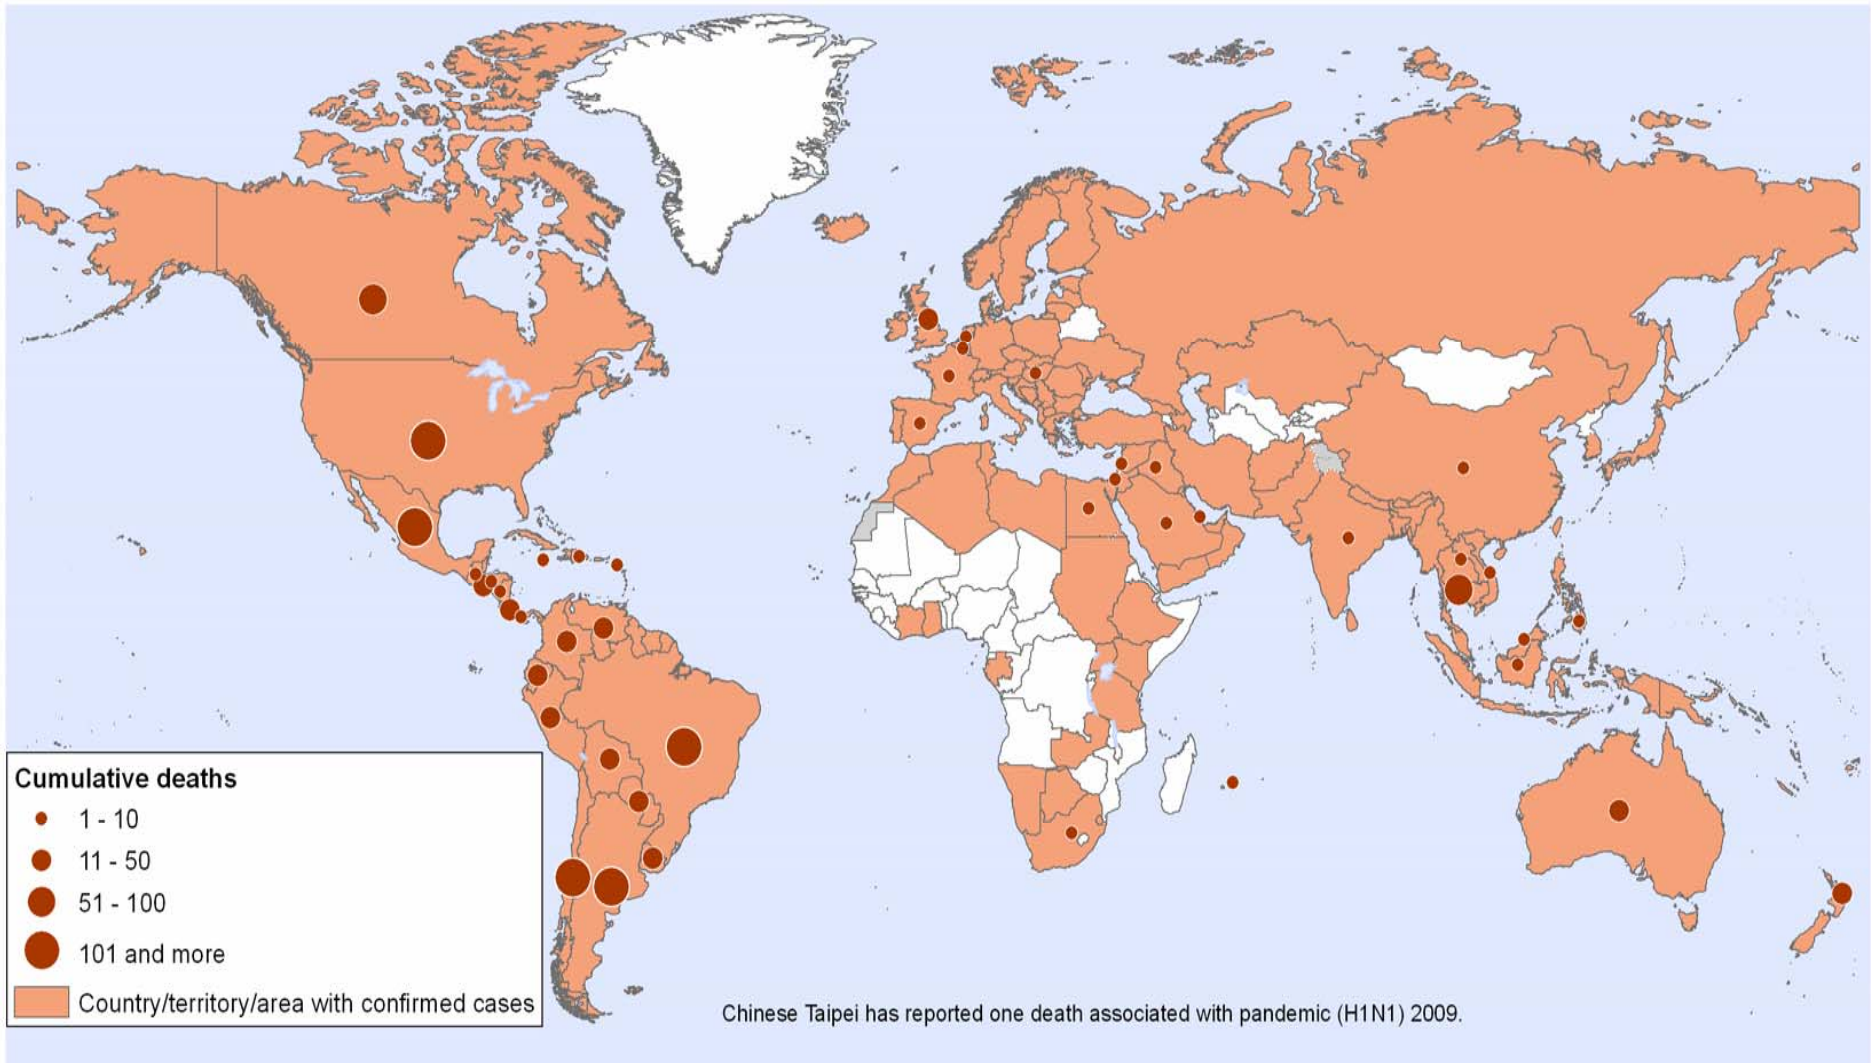 Cumulative deaths
1 - 10
11 - 50
51 - 100
101 and more
Country/territory/area with confirmed cases
Chinese Taipei has reported one death associated with pandemic (H1N1) 2009.